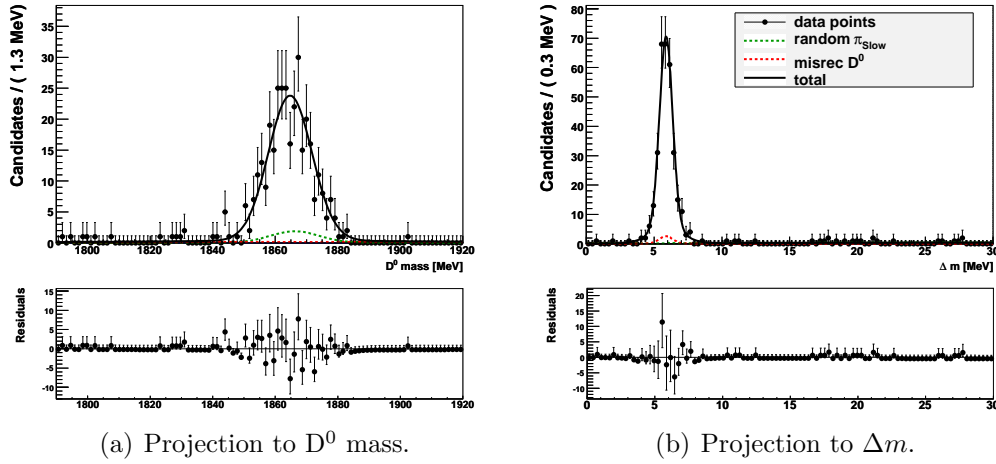 Candidates / ( 1.3 MeV)
35
30
25
20
15
10
5
0
1800 1820 1840 1860 1880 1900 1920
D⁰ mass [MeV]
Residuals
15
10
5
0
-5
-10
1800 1820 1840 1860 1880 1900 1920
(a) Projection to D⁰ mass.
Candidates / ( 0.3 MeV)
80
70
60
50
40
30
20
10
0
data points
random π_Slow
misrec D⁰
total
0 5 10 15 20 25 30
Δ m [MeV]
Residuals
20
15
10
5
0
-5
-10
0 5 10 15 20 25 30
(b) Projection to Δm.